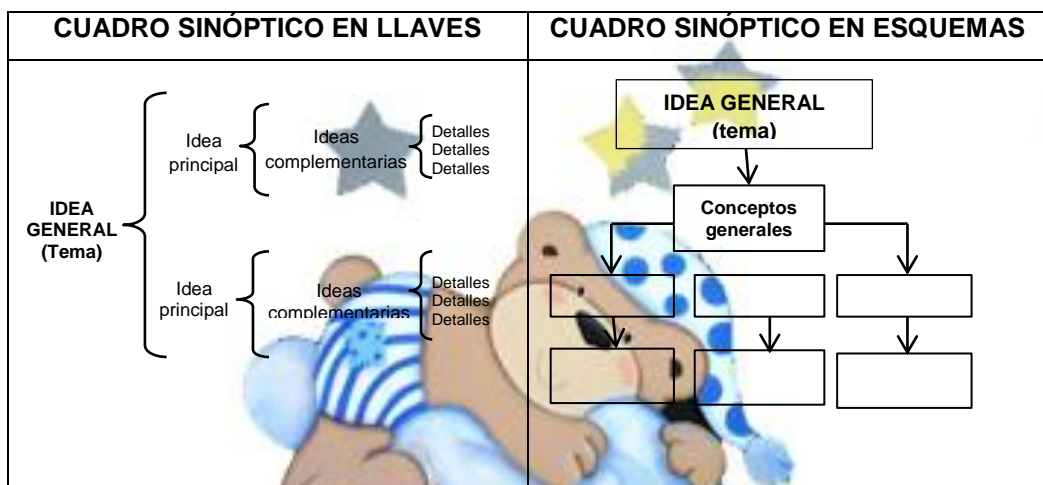 CUADRO SINÓPTICO EN LLAVES
CUADRO SINÓPTICO EN ESQUEMAS
IDEA
GENERAL
(Tema)
Idea
principal
Ideas
complementarias
Detalles
Detalles
Detalles
Idea
principal
Ideas
complementarias
Detalles
Detalles
Detalles
IDEA GENERAL
(tema)
Conceptos
generales